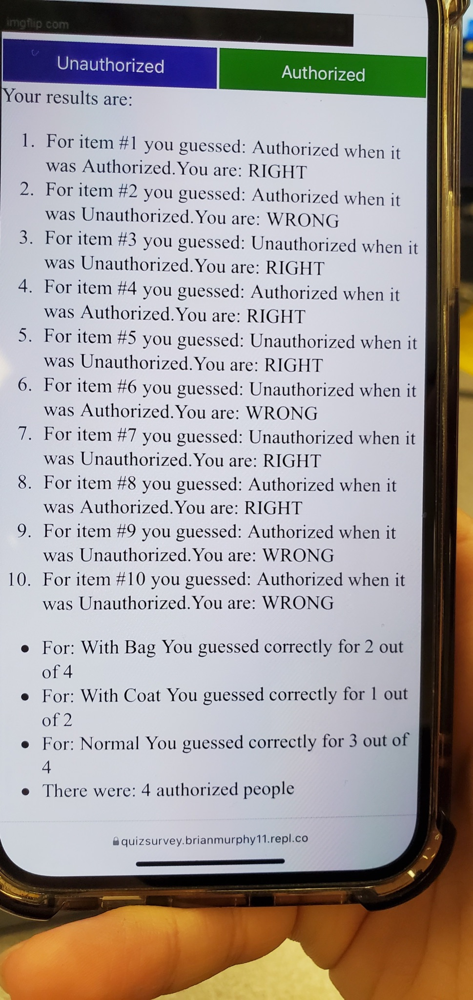 imgflip.com
Unauthorized
Authorized
Your results are:
1. For item #1 you guessed: Authorized when it
was Authorized.You are: RIGHT
2. For item #2 you guessed: Authorized when it
was Unauthorized.You are: WRONG
3. For item #3 you guessed: Unauthorized when it
was Unauthorized.You are: RIGHT
4. For item #4 you guessed: Authorized when it
was Authorized.You are: RIGHT
5. For item #5 you guessed: Unauthorized when it
was Unauthorized.You are: RIGHT
6. For item #6 you guessed: Unauthorized when it
was Authorized.You are: WRONG
7. For item #7 you guessed: Unauthorized when it
was Unauthorized.You are: RIGHT
8. For item #8 you guessed: Authorized when it
was Authorized.You are: RIGHT
9. For item #9 you guessed: Authorized when it
was Unauthorized.You are: WRONG
10. For item #10 you guessed: Authorized when it
was Unauthorized.You are: WRONG
• For: With Bag You guessed correctly for 2 out
of 4
• For: With Coat You guessed correctly for 1 out
of 2
• For: Normal You guessed correctly for 3 out of
4
• There were: 4 authorized people
quizsurvey.brianmurphy11.repl.co